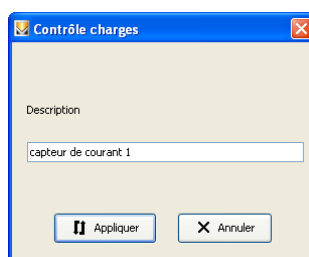 Contrôle charges
Description
capteur de courant 1
Appliquer
Annuler